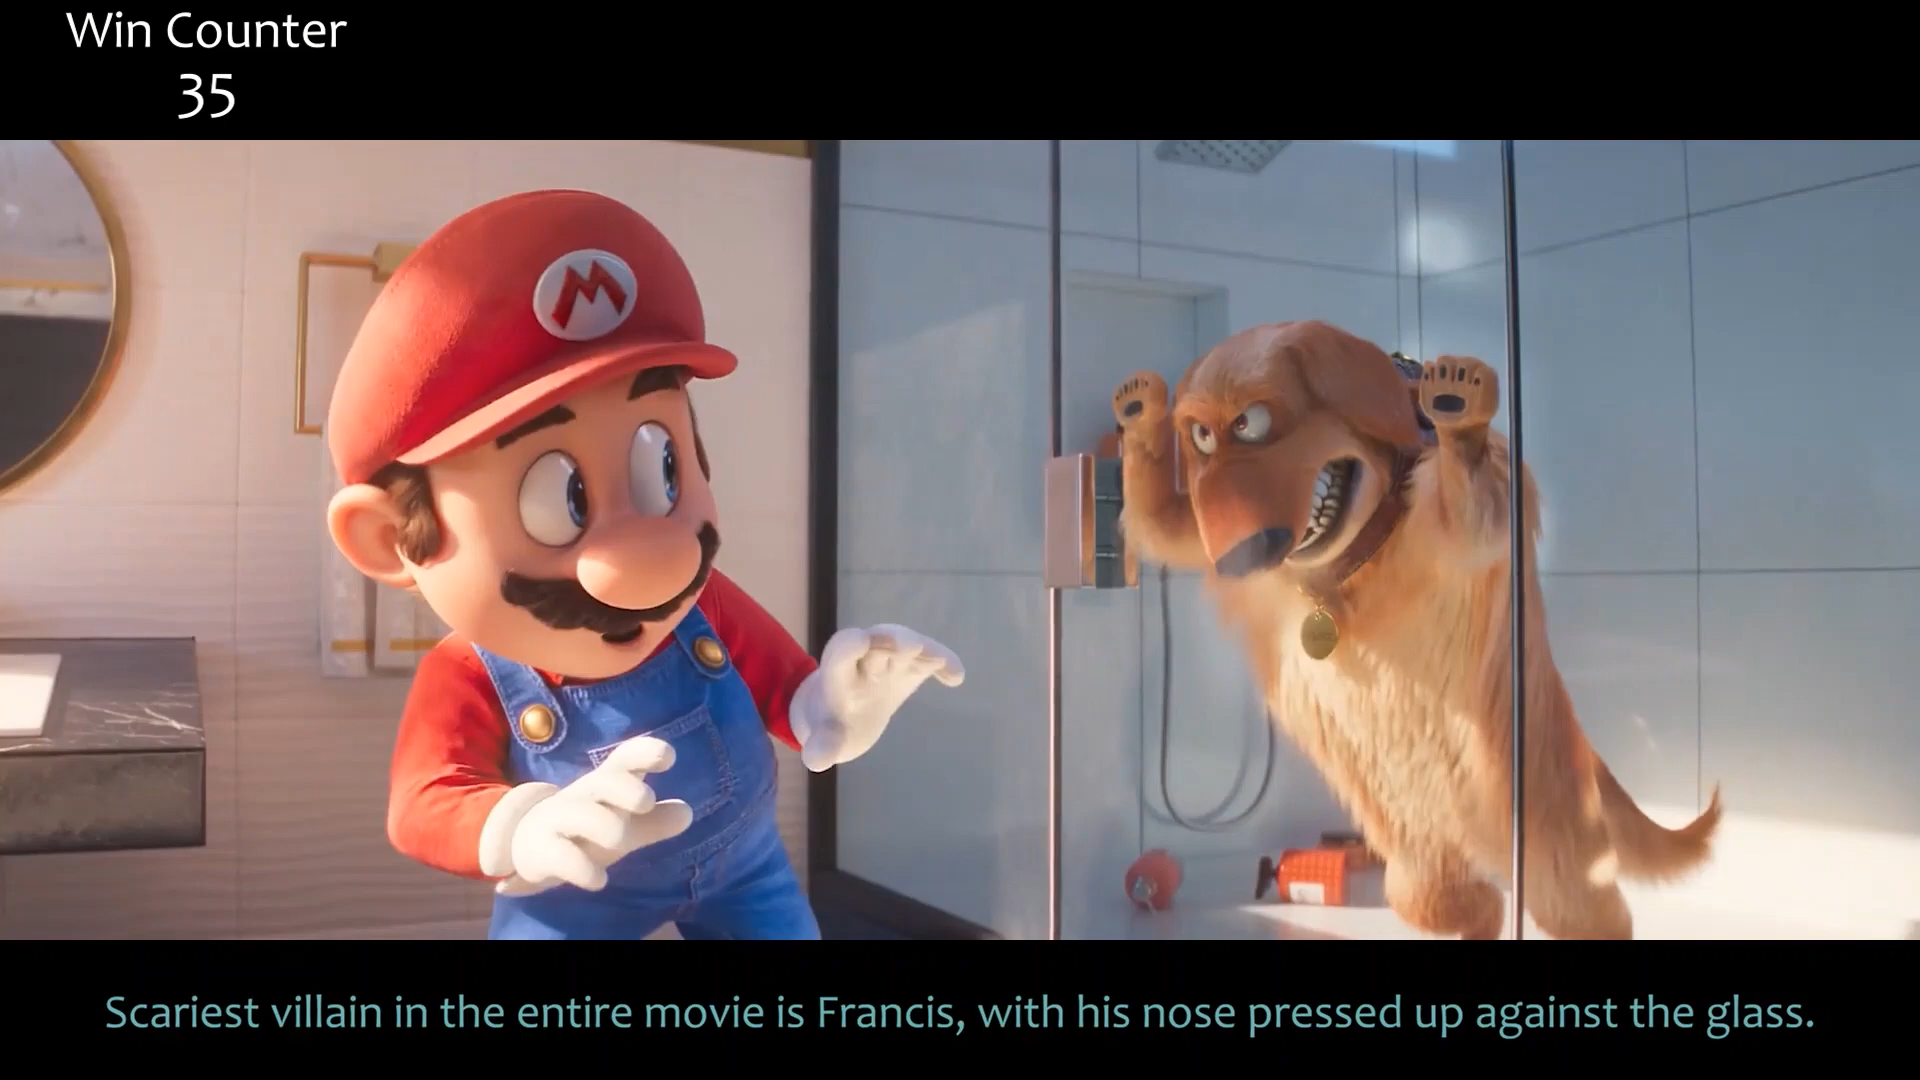 Win Counter
35
M
Scariest villain in the entire movie is Francis, with his nose pressed up against the glass.